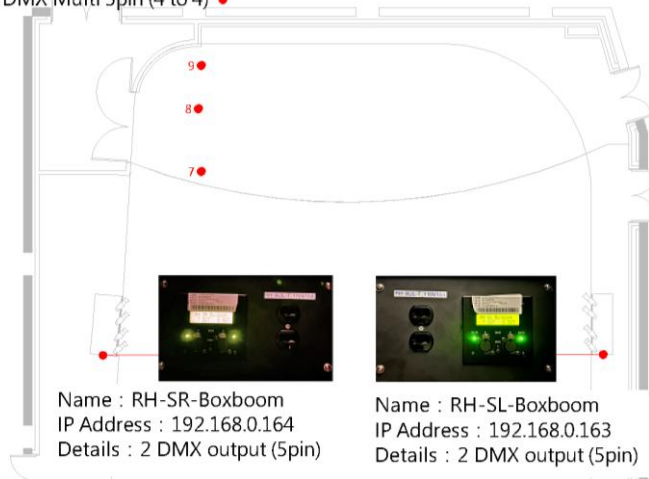 DMX Multi 5pin (4 to 4)
9
8
7
Name : RH-SR-Boxboom
IP Address : 192.168.0.164
Details : 2 DMX output (5pin)
Name : RH-SL-Boxboom
IP Address : 192.168.0.163
Details : 2 DMX output (5pin)